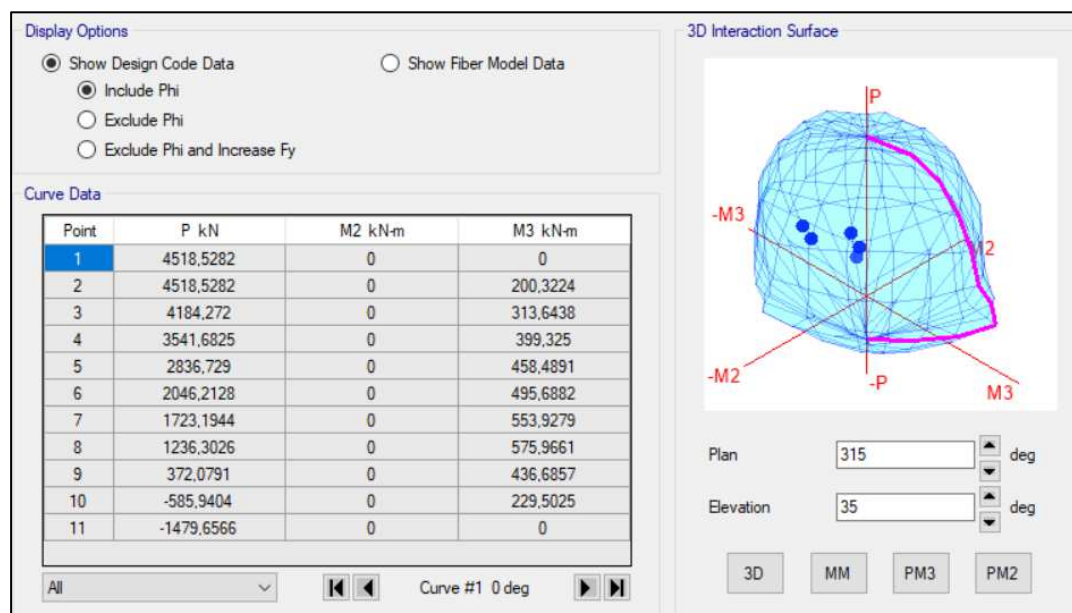 Display Options
Show Design Code Data Show Fiber Model Data
Include Phi
Exclude Phi
Exclude Phi and Increase Fy
Curve Data
Point P kN M2 kN-m M3 kN-m
1 4518,5282 0 0
2 4518,5282 0 200,3224
3 4184,272 0 313,6438
4 3541,6825 0 399,325
5 2836,729 0 458,4891
6 2046,2128 0 495,6882
7 1723,1944 0 553,9279
8 1236,3026 0 575,9661
9 372,0791 0 436,6857
10 -585,9404 0 229,5025
11 -1479,6566 0 0
All Curve #1 0 deg
3D Interaction Surface
P
-M3
M2
-M2
-P
M3
Plan 315 deg
Elevation 35 deg
3D MM PM3 PM2